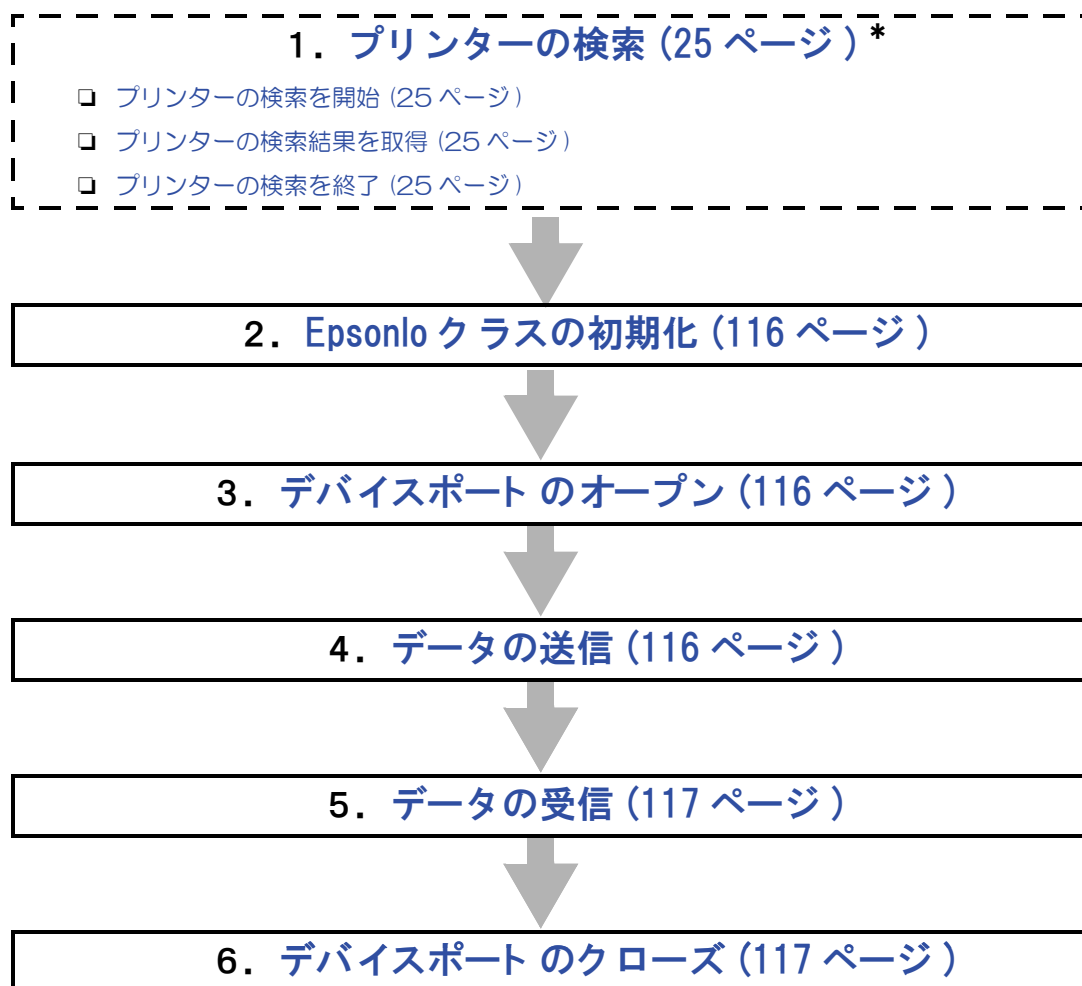 1. プリンターの検索 (25 ページ) *
❏ プリンターの検索を開始 (25 ページ)
❏ プリンターの検索結果を取得 (25 ページ)
❏ プリンターの検索を終了 (25 ページ)
2. EpsonIo クラスの初期化 (116 ページ)
3. デバイスポートのオープン (116 ページ)
4. データの送信 (116 ページ)
5. データの受信 (117 ページ)
6. デバイスポートのクローズ (117 ページ)